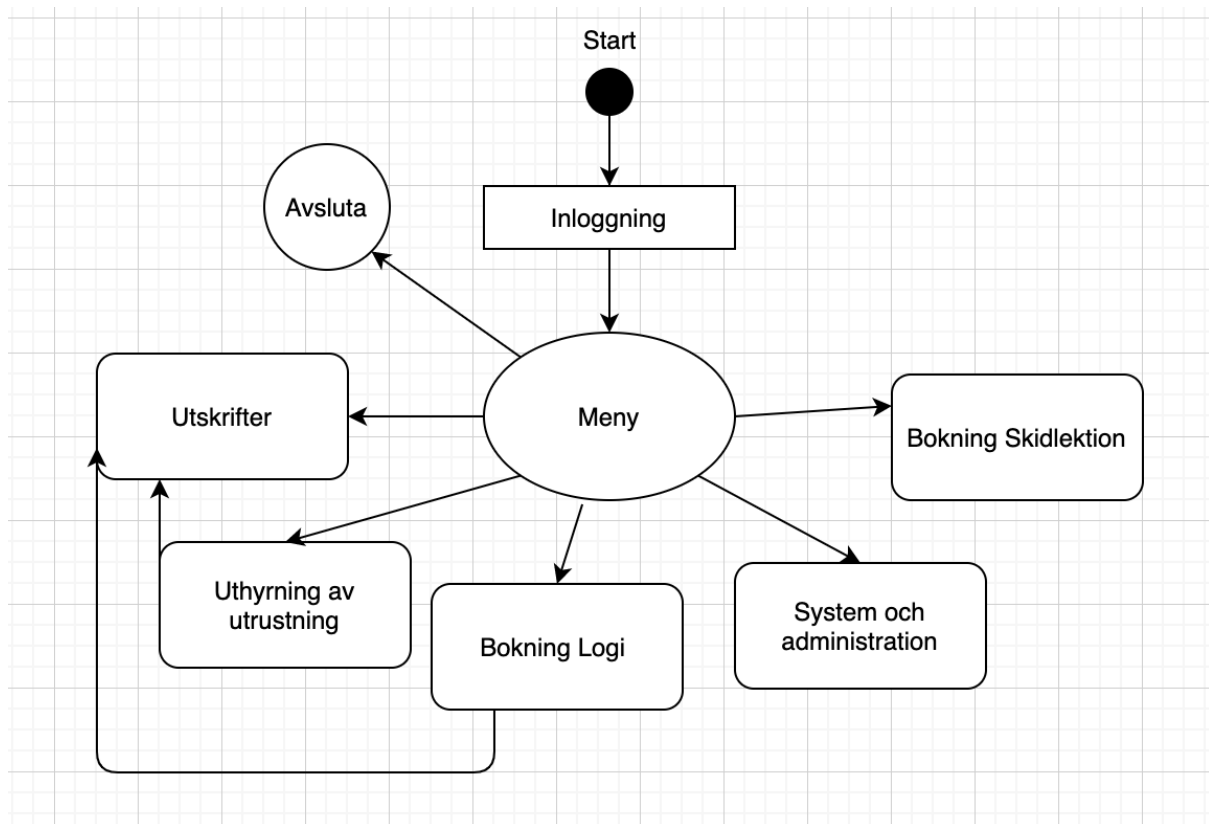 Start
Inloggning
Avsluta
Meny
Utskrifter
Bokning Skidlektion
Uthyrning av
utrustning
Bokning Logi
System och
administration